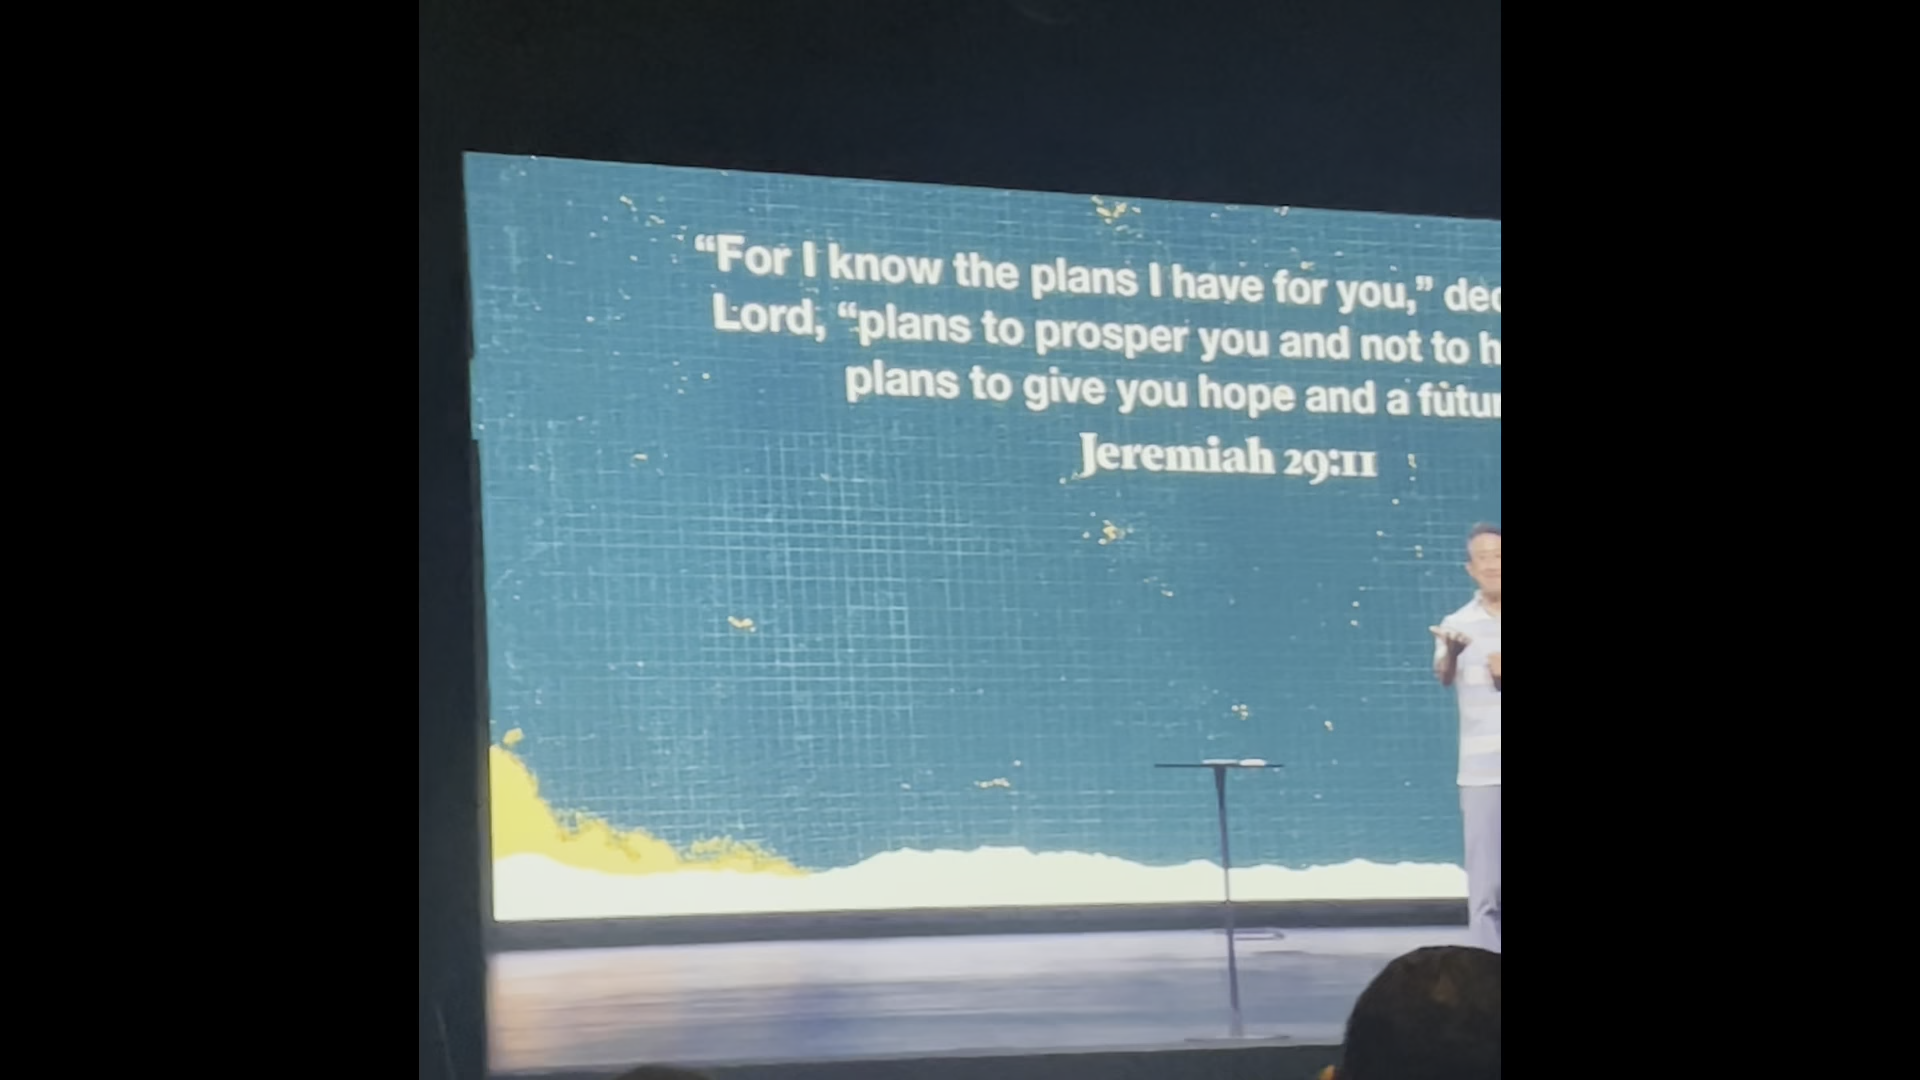 “For I know the plans I have for you,” dec
Lord, “plans to prosper you and not to h
plans to give you hope and a futur
Jeremiah 29:11